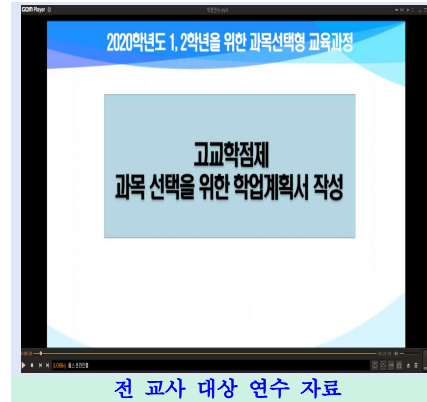 GOM Player
2020학년도 1, 2학년을 위한 과목선택형 교육과정
고교학점제
과목 선택을 위한 학업계획서 작성
전 교사 대상 연수 자료